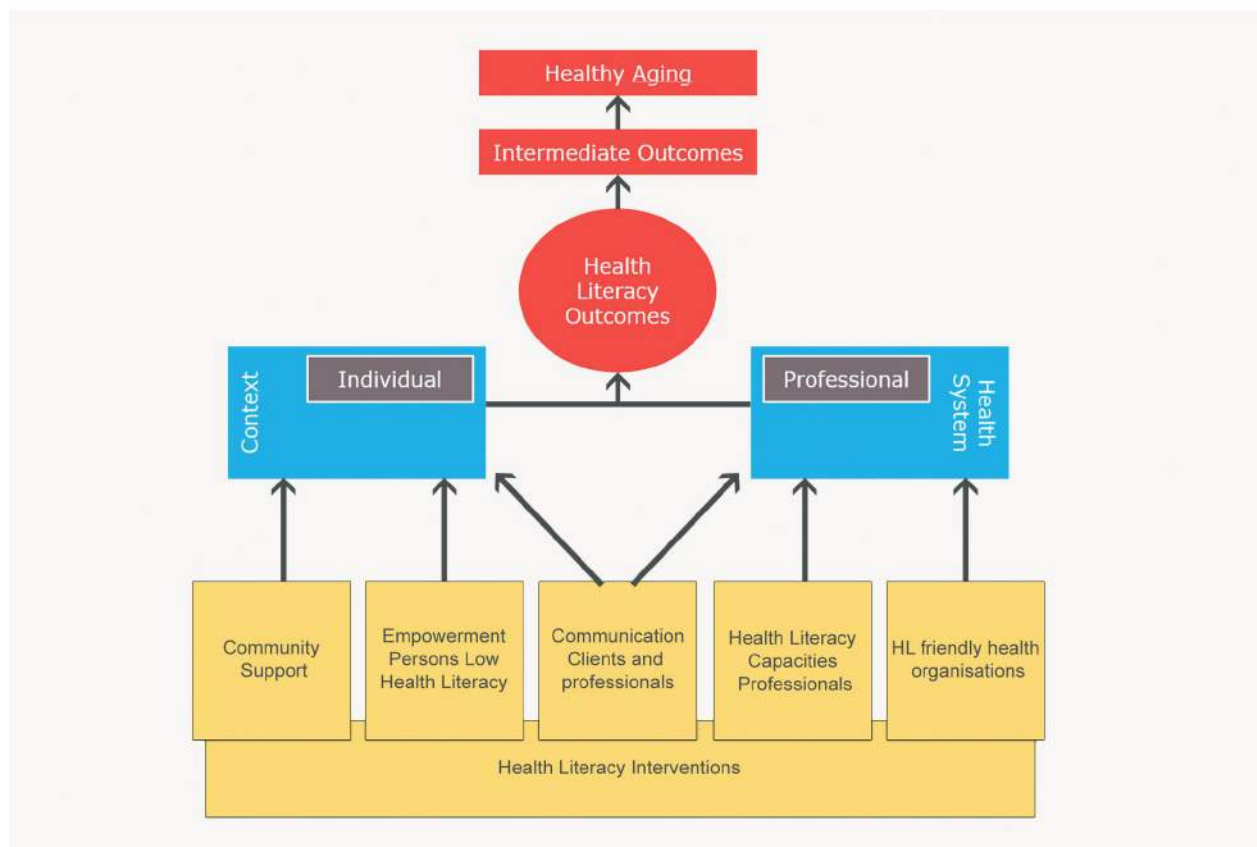 Healthy Aging
Intermediate Outcomes
Health
Literacy
Outcomes
Context
Individual
Professional
Health
System
Community
Support
Empowerment
Persons Low
Health Literacy
Communication
Clients and
professionals
Health Literacy
Capacities
Professionals
HL friendly health
organisations
Health Literacy Interventions